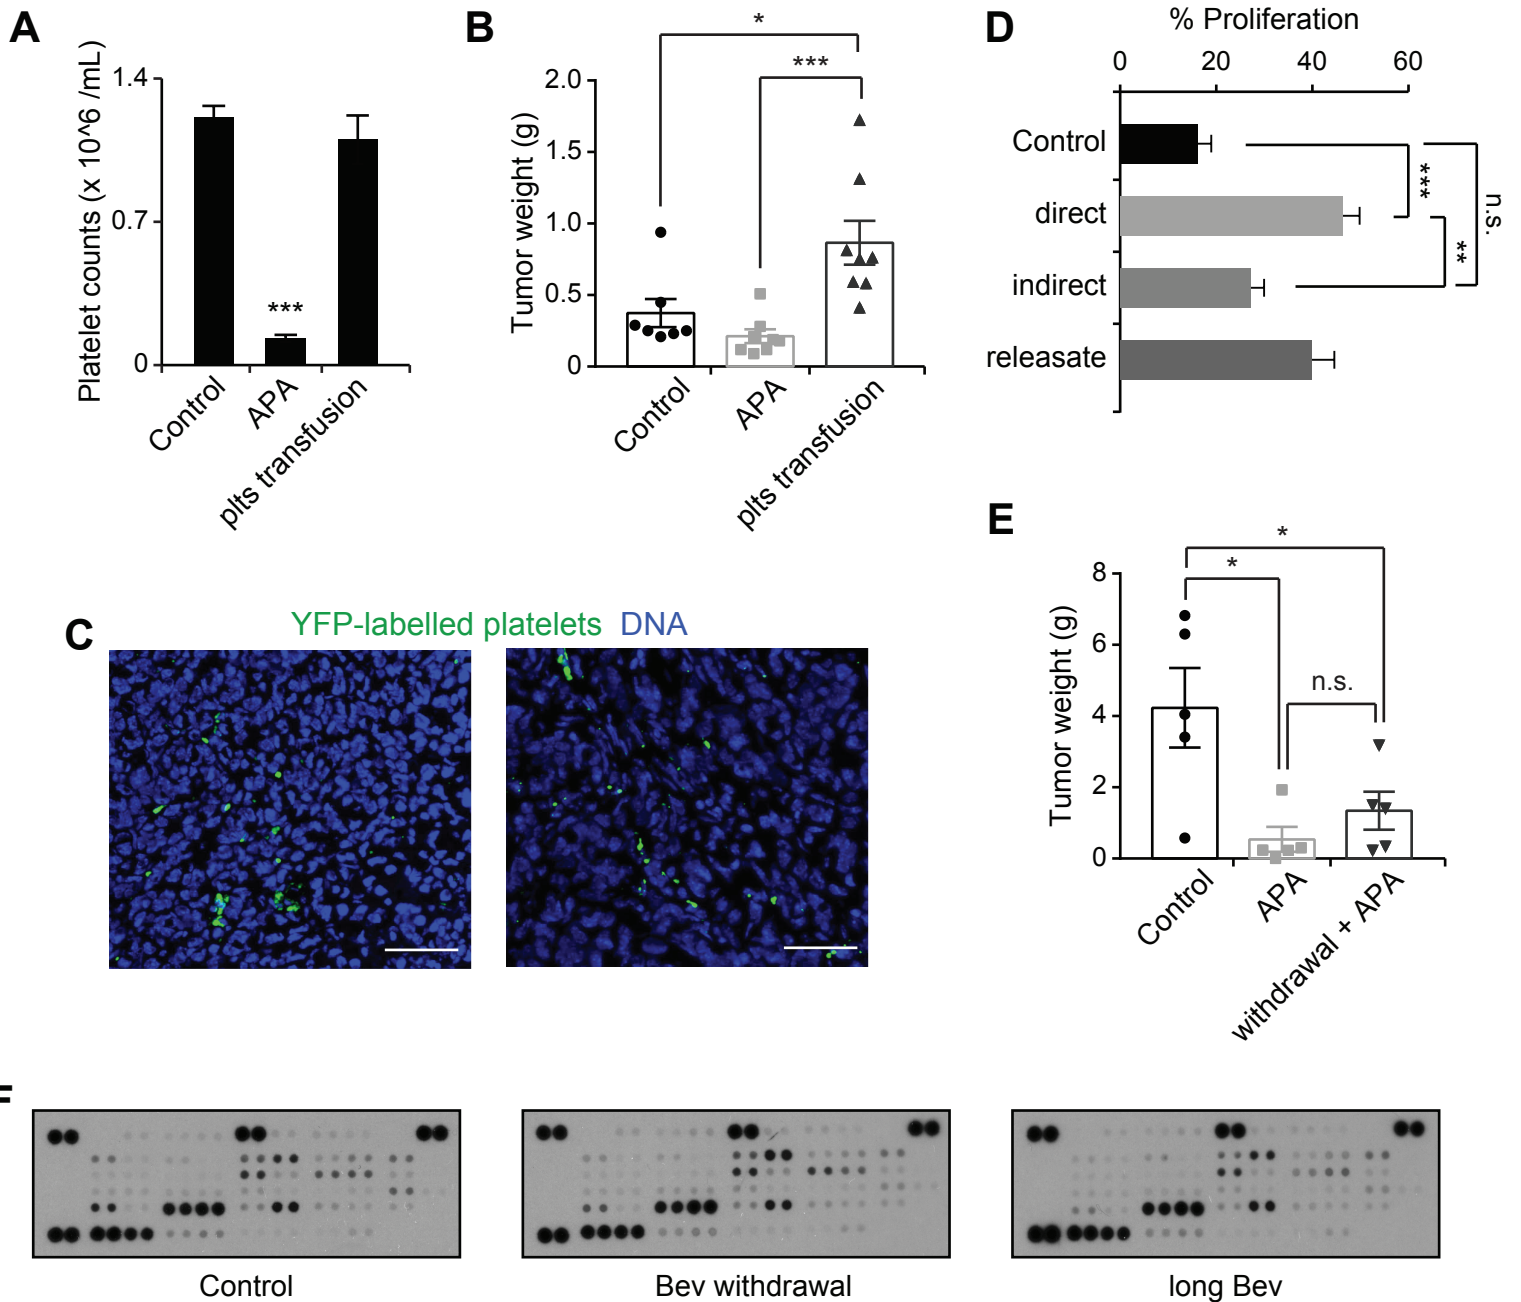 A
Platelet counts (x 10^6 /mL)
1.4
0.7
0
***
Control
APA
plts transfusion
B
Tumor weight (g)
2.0
1.5
1.0
0.5
0
*
***
Control
APA
plts transfusion
D
% Proliferation
0 20 40 60
Control
direct
indirect
releasate
***
**
n.s.
C
YFP-labelled platelets DNA
E
Tumor weight (g)
8
6
4
2
0
*
*
n.s.
Control
APA
withdrawal + APA
F
Control
Bev withdrawal
long Bev